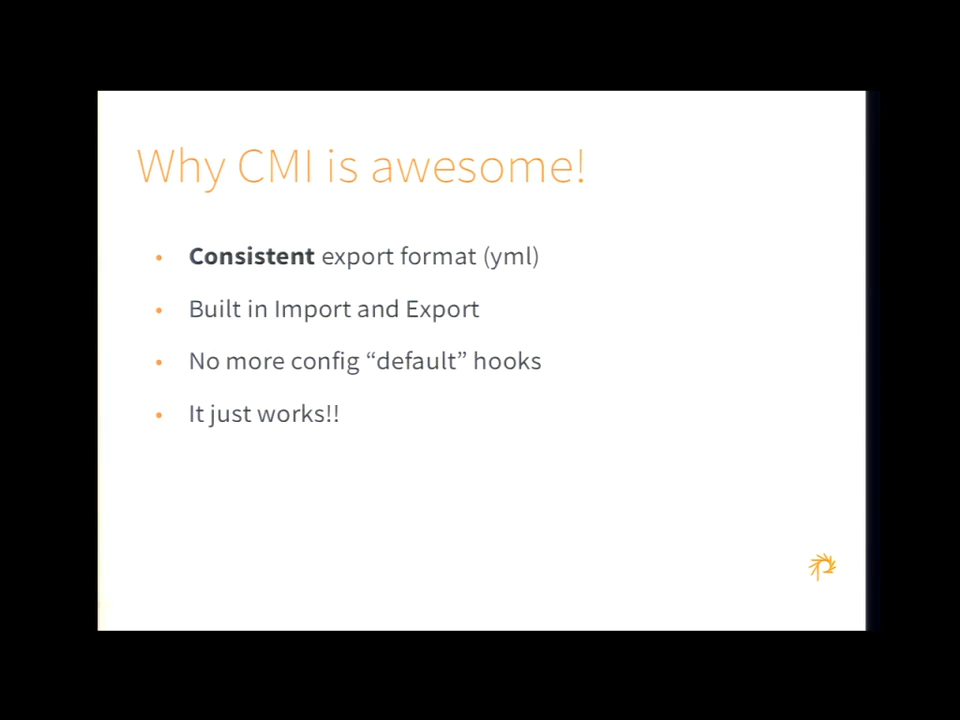 Why CMI is awesome!
• Consistent export format (yml)
• Built in Import and Export
• No more config “default” hooks
• It just works!!